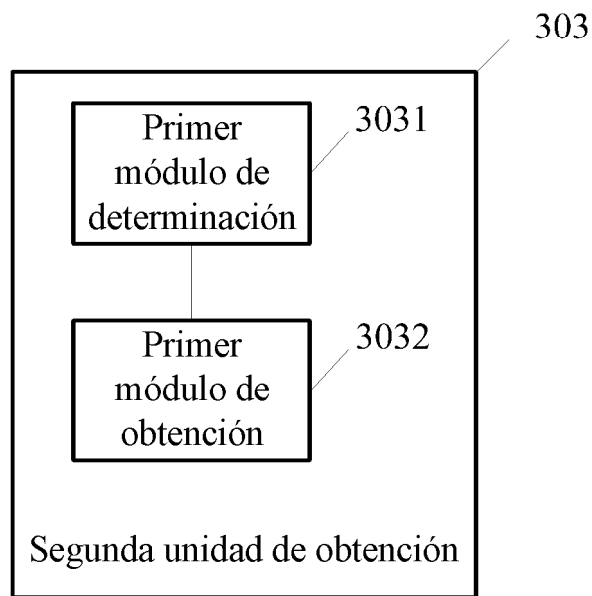 303
Primer
módulo de
determinación
3031
Primer
módulo de
obtención
3032
Segunda unidad de obtención